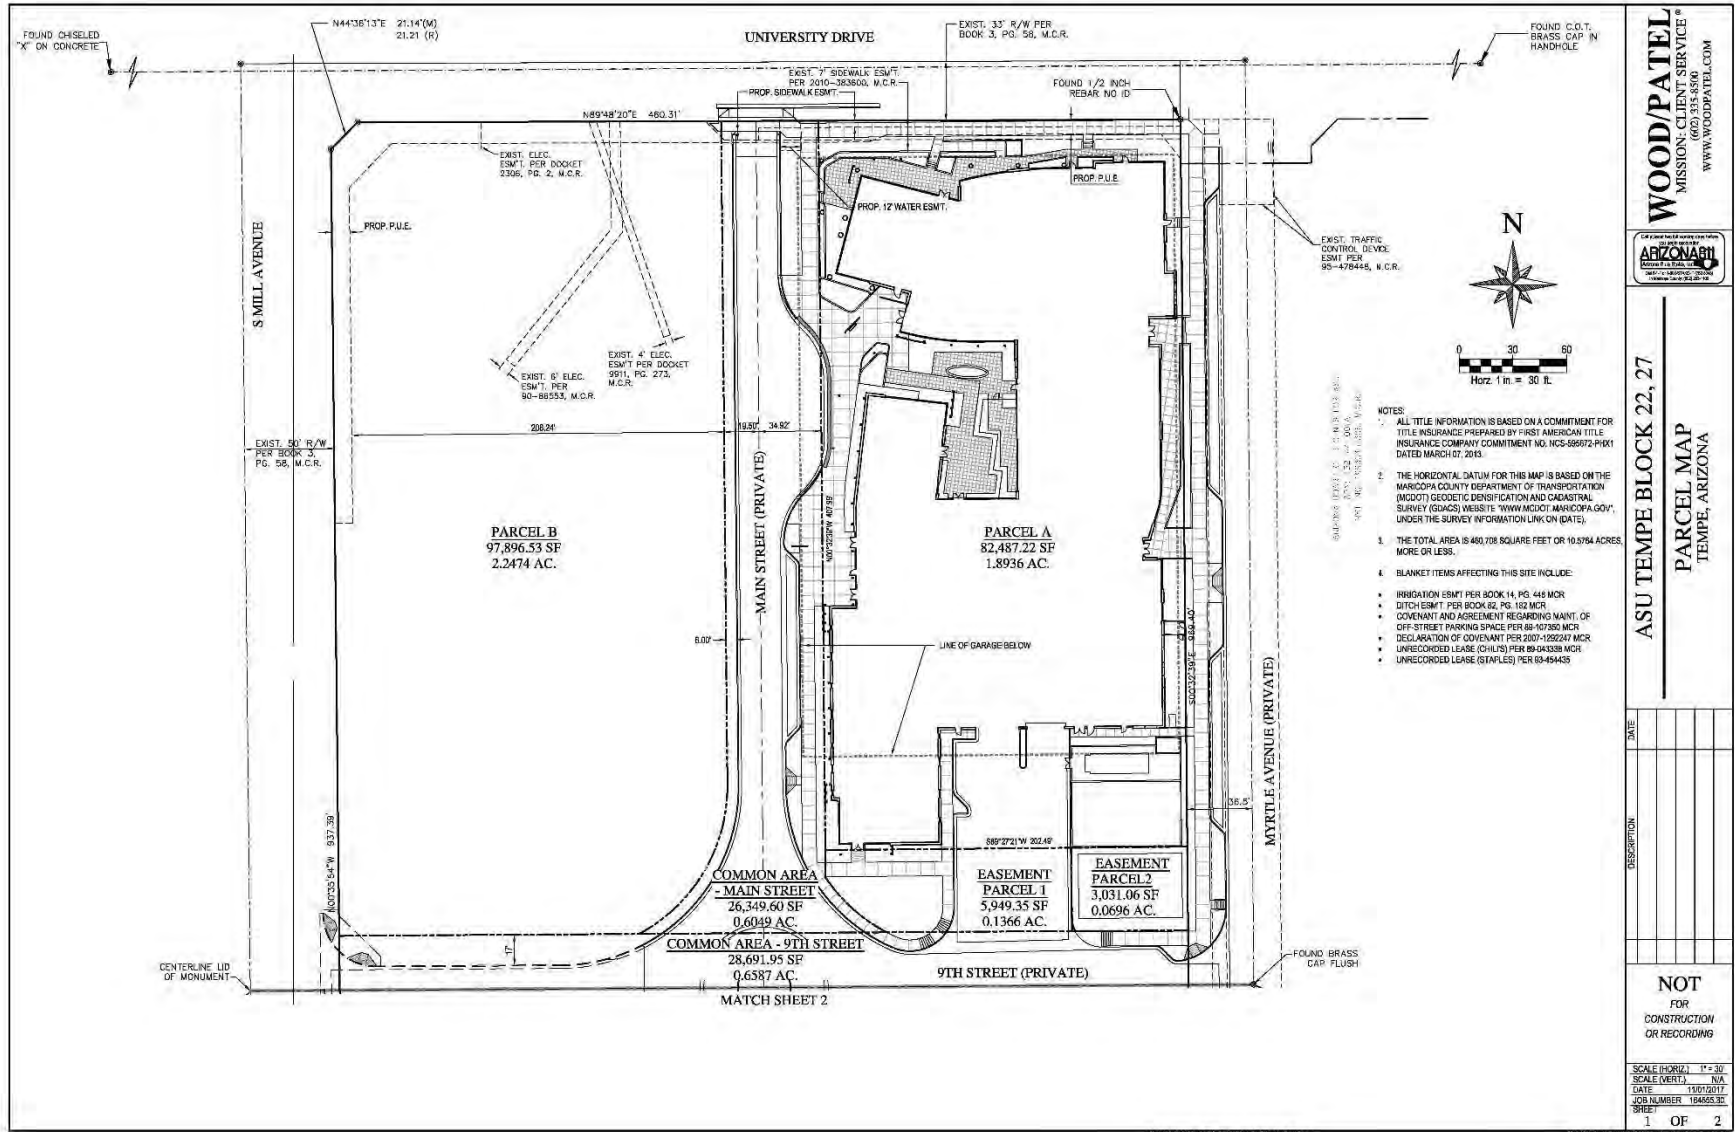 FOUND CHISELED
"X" ON CONCRETE
N44°36'13"E 21.14'(M)
21.21 (R)
UNIVERSITY DRIVE
EXIST. 33' R/W PER
BOOK 3, PG. 58, M.C.R.
FOUND C.O.T.
BRASS CAP IN
HANDHOLE
EXIST. 7' SIDEWALK ESM'T.
PER 2010-383600, M.C.R.
PROP. SIDEWALK ESM'T.
FOUND 1/2 INCH
REBAR NO ID
N89°48'20"E 460.31'
EXIST. ELEC.
ESM'T. PER DOCKET
2306, PG. 2, M.C.R.
PROP. P.U.E.
PROP. 12' WATER ESM'T.
PROP. P.U.E.
EXIST. TRAFFIC
CONTROL DEVICE
ESMT PER
95-478448, M.C.R.
S MILL AVENUE
EXIST. 6' ELEC.
ESM'T. PER
90-88553, M.C.R.
EXIST. 4' ELEC.
ESM'T PER DOCKET
9911, PG. 273,
M.C.R.
208.24'
19.50'
34.92'
EXIST. 50' R/W
PER BOOK 3,
PG. 58, M.C.R.
PARCEL B
97,896.53 SF
2.2474 AC.
MAIN STREET (PRIVATE)
PARCEL A
82,487.22 SF
1.8936 AC.
6.00'
LINE OF GARAGE BELOW
MYRTLE AVENUE (PRIVATE)
36.5'
N00°35'54"W 937.39'
S89°27'21"W 202.49'
COMMON AREA
- MAIN STREET
26,349.60 SF
0.6049 AC.
EASEMENT
PARCEL 1
5,949.35 SF
0.1366 AC.
EASEMENT
PARCEL2
3,031.06 SF
0.0696 AC.
17'
COMMON AREA - 9TH STREET
28,691.95 SF
0.6587 AC.
9TH STREET (PRIVATE)
CENTERLINE LID
OF MONUMENT
FOUND BRASS
CAP FLUSH
MATCH SHEET 2
N
0 30 60
Horz. 1 in. = 30 ft.
NOTES:
ALL TITLE INFORMATION IS BASED ON A COMMITMENT FOR
TITLE INSURANCE PREPARED BY FIRST AMERICAN TITLE
INSURANCE COMPANY COMMITMENT NO. NCS-595672-PHX1
DATED MARCH 07, 2013.
2. THE HORIZONTAL DATUM FOR THIS MAP IS BASED ON THE
MARICOPA COUNTY DEPARTMENT OF TRANSPORTATION
(MCDOT) GEODETIC DENSIFICATION AND CADASTRAL
SURVEY (GDACS) WEBSITE "WWW.MCDOT.MARICOPA.GOV",
UNDER THE SURVEY INFORMATION LINK ON (DATE).
3. THE TOTAL AREA IS 460,708 SQUARE FEET OR 10.5764 ACRES,
MORE OR LESS.
4. BLANKET ITEMS AFFECTING THIS SITE INCLUDE:
• IRRIGATION ESM'T PER BOOK 14, PG. 448 MCR
• DITCH ESM'T. PER BOOK 82, PG. 182 MCR
• COVENANT AND AGREEMENT REGARDING MAINT. OF
OFF-STREET PARKING SPACE PER 89-107350 MCR
• DECLARATION OF COVENANT PER 2007-1292247 MCR
• UNRECORDED LEASE (CHILI'S) PER 89-043338 MCR
• UNRECORDED LEASE (STAPLES) PER 93-454435
WOOD/PATEL®
MISSION: CLIENT SERVICE
(602) 335-8500
WWW.WOODPATEL.COM
ARIZONA811
ASU TEMPE BLOCK 22, 27
PARCEL MAP
TEMPE, ARIZONA
DATE
DESCRIPTION
NOT
FOR
CONSTRUCTION
OR RECORDING
SCALE (HORIZ.) 1" = 30'
SCALE (VERT.) N/A
DATE 11/01/2017
JOB NUMBER 164665.30
SHEET
1 OF 2